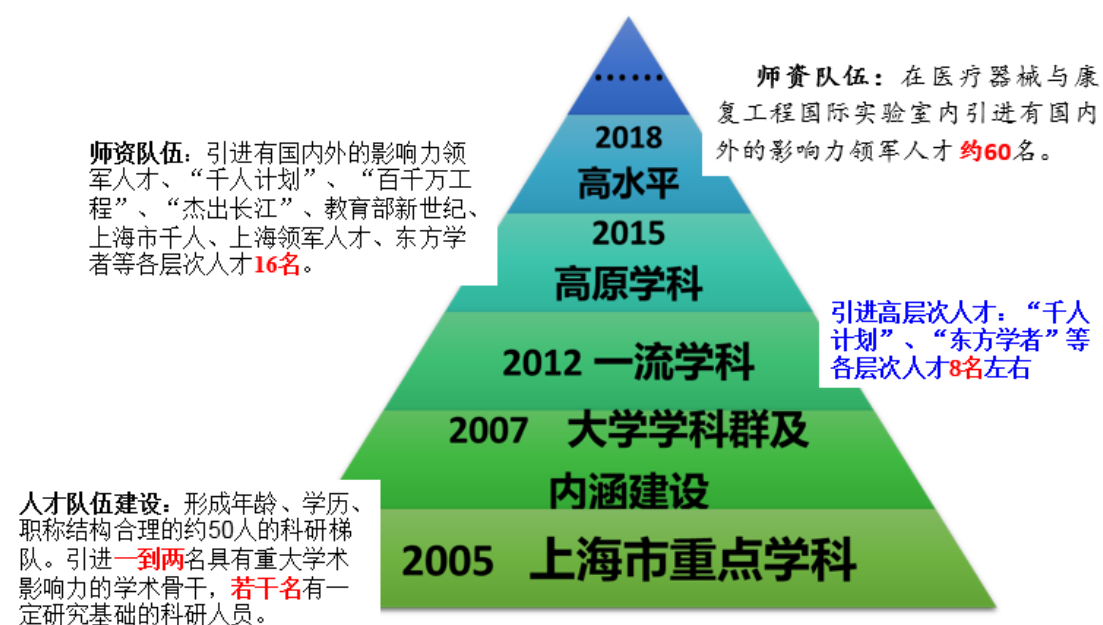 ……
师资队伍：在医疗器械与康
复工程国际实验室内引进有国内
外的影响力领军人才约60名。
2018
高水平
师资队伍：引进有国内外的影响力领
军人才、“千人计划”、“百千万工
程”、“杰出长江”、教育部新世纪、
上海市千人、上海领军人才、东方学
者等各层次人才16名。
2015
高原学科
引进高层次人才：“千人
计划”、“东方学者”等
各层次人才8名左右
2012 一流学科
2007 大学学科群及
内涵建设
人才队伍建设：形成年龄、学历、
职称结构合理的约50人的科研梯
队。引进一到两名具有重大学术
影响力的学术骨干，若干名有一
定研究基础的科研人员。
2005 上海市重点学科